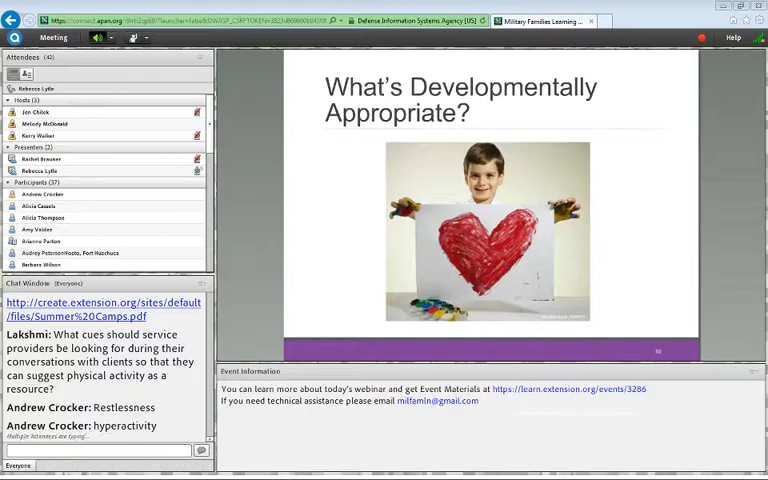 Defense Information Systems Agency [US]
Military Families Learning ...
Meeting
Help
Attendees (42)
Rebecca Lytle
Hosts (3)
Jen Chilek
Melody McDonald
Kerry Walker
Presenters (2)
Rachel Brauner
Rebecca Lytle
Participants (37)
Andrew Crocker
Alicia Cassels
Alicia Thompson
Amy Valdez
Arianne Parton
Barbara Wilson
Chat Window (Everyone)
http://create.extension.org/sites/default
/files/Summer%20Camps.pdf
Lakshmi: What cues should service
providers be looking for during their
conversations with clients so that they
can suggest physical activity as a
resource?
Andrew Crocker: Restlessness
Andrew Crocker: hyperactivity
Multiple Attendees are typing...
Everyone
What's Developmentally
Appropriate?
Event Information
You can learn more about today's webinar and get Event Materials at https://learn.extension.org/events/3286
If you need technical assistance please email milfamln@gmail.com